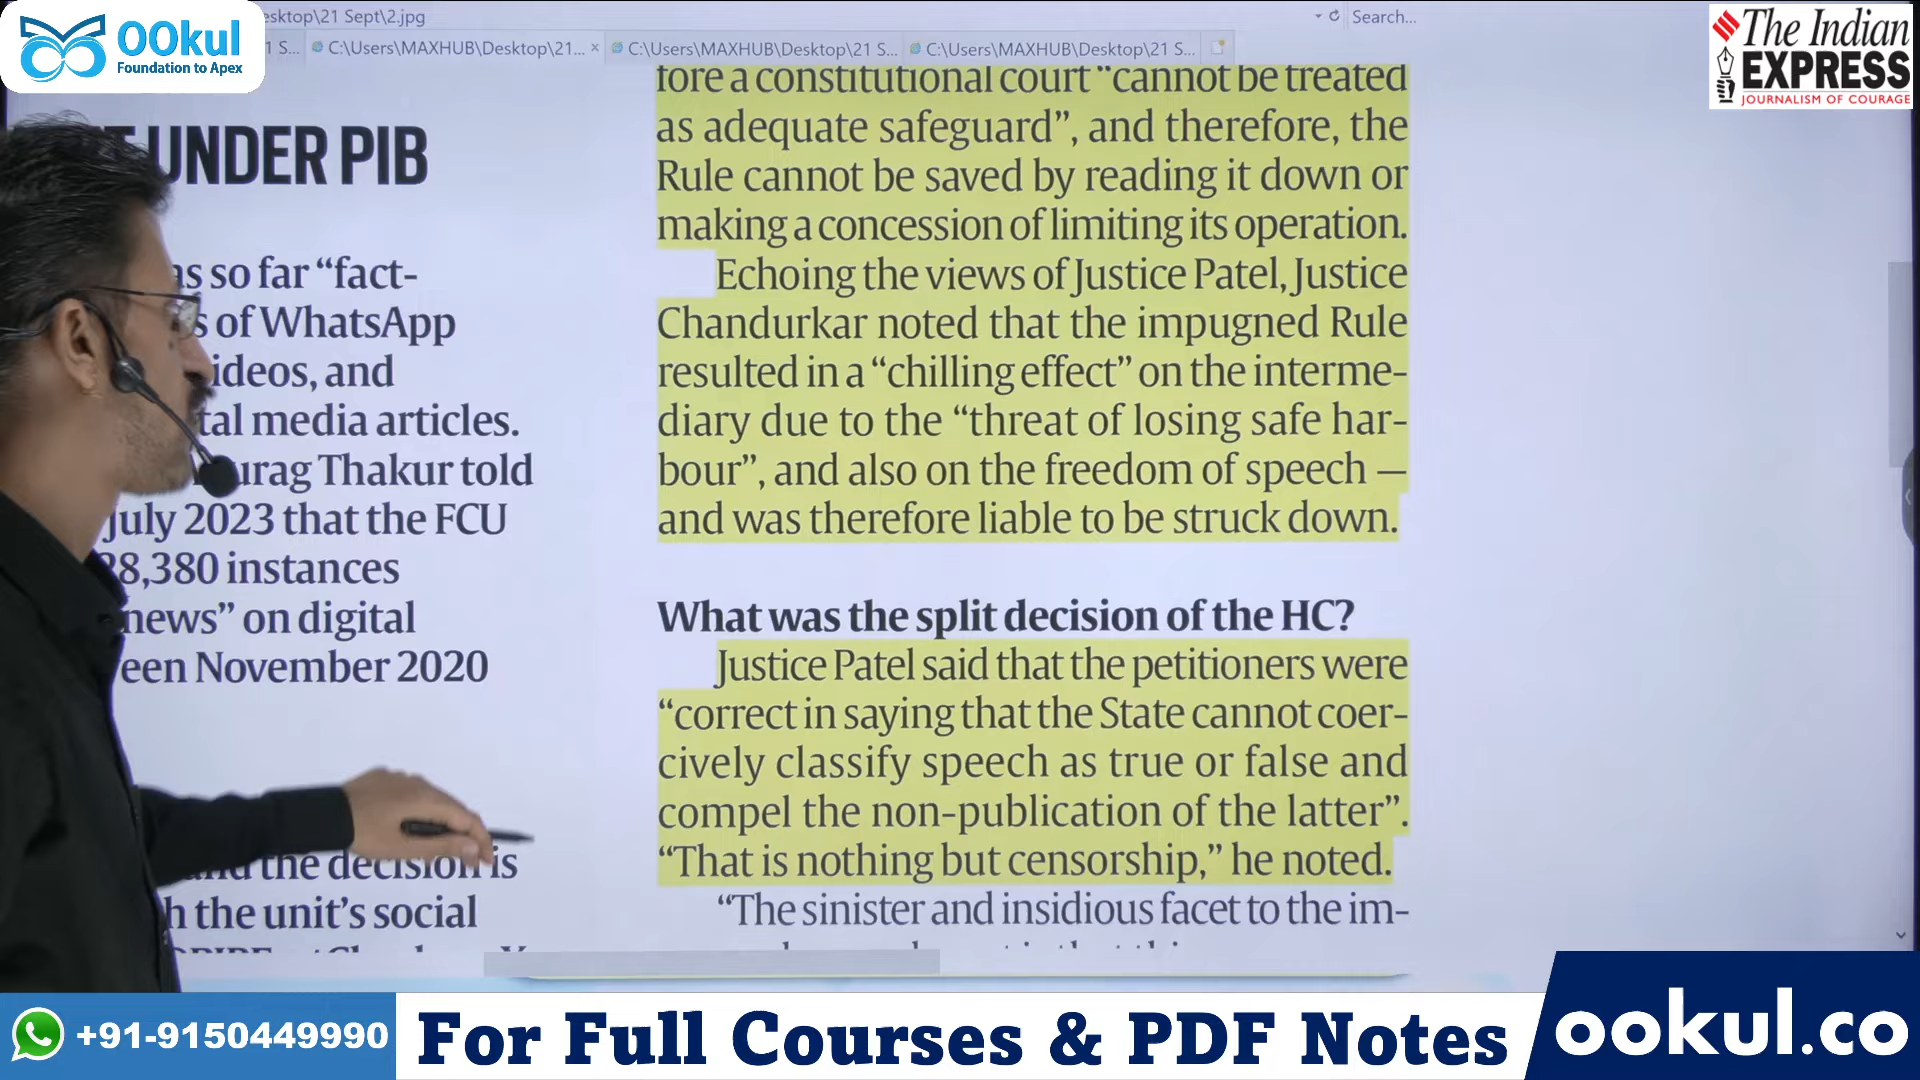 OOkul
Foundation to Apex
esktop\21 Sept\2.jpg
Search...
1 S...
C:\Users\MAXHUB\Desktop\21...
C:\Users\MAXHUB\Desktop\21 S...
C:\Users\MAXHUB\Desktop\21 S...
The Indian
EXPRESS
JOURNALISM OF COURAGE
UNDER PIB
as so far “fact-
s of WhatsApp
ideos, and
tal media articles.
urag Thakur told
July 2023 that the FCU
38,380 instances
news” on digital
een November 2020
and the decision is
h the unit’s social
fore a constitutional court “cannot be treated
as adequate safeguard”, and therefore, the
Rule cannot be saved by reading it down or
making a concession of limiting its operation.
Echoing the views of Justice Patel, Justice
Chandurkar noted that the impugned Rule
resulted in a “chilling effect” on the interme-
diary due to the “threat of losing safe har-
bour”, and also on the freedom of speech —
and was therefore liable to be struck down.
What was the split decision of the HC?
Justice Patel said that the petitioners were
“correct in saying that the State cannot coer-
cively classify speech as true or false and
compel the non-publication of the latter”.
“That is nothing but censorship,” he noted.
“The sinister and insidious facet to the im-
+91-9150449990
For Full Courses & PDF Notes
ookul.co